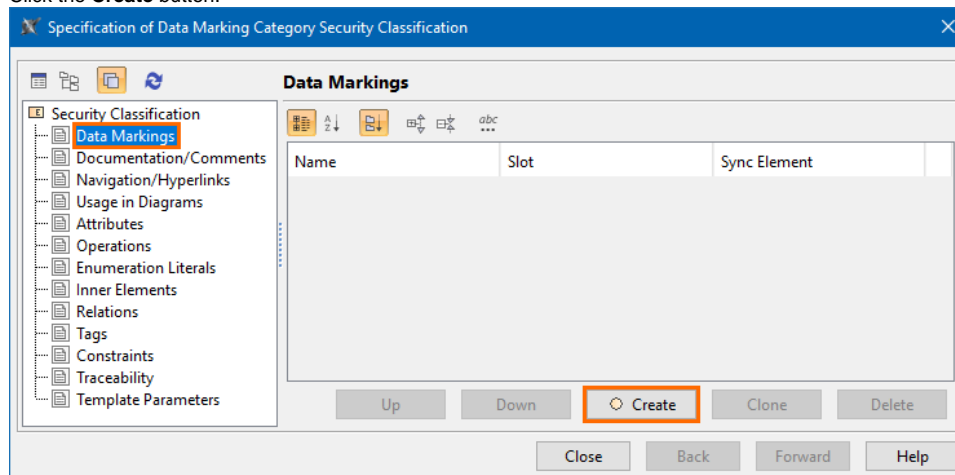 Click the Create button.
Specification of Data Marking Category Security Classification
Data Markings
Security Classification
Data Markings
Documentation/Comments
Navigation/Hyperlinks
Usage in Diagrams
Attributes
Operations
Enumeration Literals
Inner Elements
Relations
Tags
Constraints
Traceability
Template Parameters
abc
Name Slot Sync Element
Up Down Create Clone Delete
Close Back Forward Help